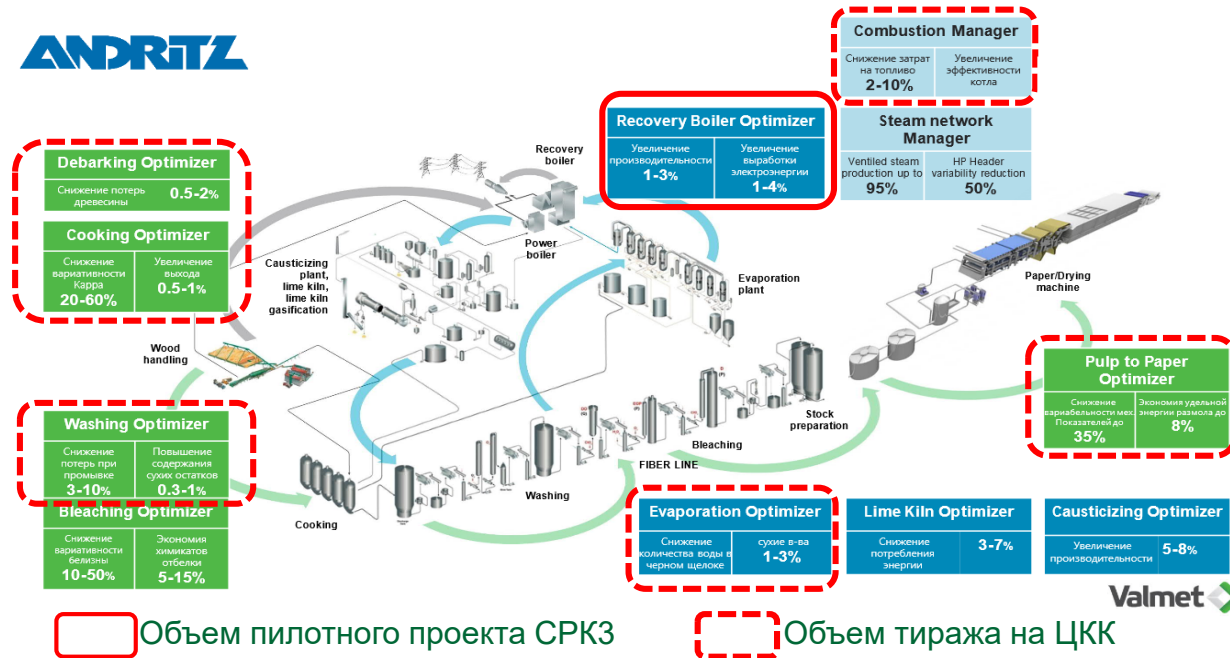 ANDRITZ
Combustion Manager
Снижение затрат
на топливо
2-10%
Увеличение
эффективности
котла
Recovery Boiler Optimizer
Увеличение
производительности
1-3%
Увеличение
выработки
электроэнергии
1-4%
Steam network
Manager
Ventiled steam
production up to
95%
HP Header
variability reduction
50%
Debarking Optimizer
Снижение потерь
древесины
0.5-2%
Cooking Optimizer
Снижение
вариативности
Карра
20-60%
Увеличение
выхода
0.5-1%
Recovery
boiler
Power
boiler
Causticizing
plant,
lime kiln,
lime kiln
gasification
Evaporation
plant
Paper/Drying
machine
Wood
handling
Pulp to Paper
Optimizer
Снижение
вариабельности мех.
Показателей до
35%
Экономия удельной
энергии размола до
8%
Washing Optimizer
Снижение
потерь при
промывке
3-10%
Повышение
содержания
сухих остатков
0.3-1%
Bleaching Optimizer
Снижение
вариативности
белизны
10-50%
Экономия
химикатов
отбелки
5-15%
Stock
preparation
Bleaching
FIBER LINE
Washing
Cooking
Evaporation Optimizer
Снижение
количества воды в
черном щелоке
сухие в-ва
1-3%
Lime Kiln Optimizer
Снижение
потребления
энергии
3-7%
Causticizing Optimizer
Увеличение
производительности
5-8%
Valmet
Объем пилотного проекта СРК3
Объем тиража на ЦКК